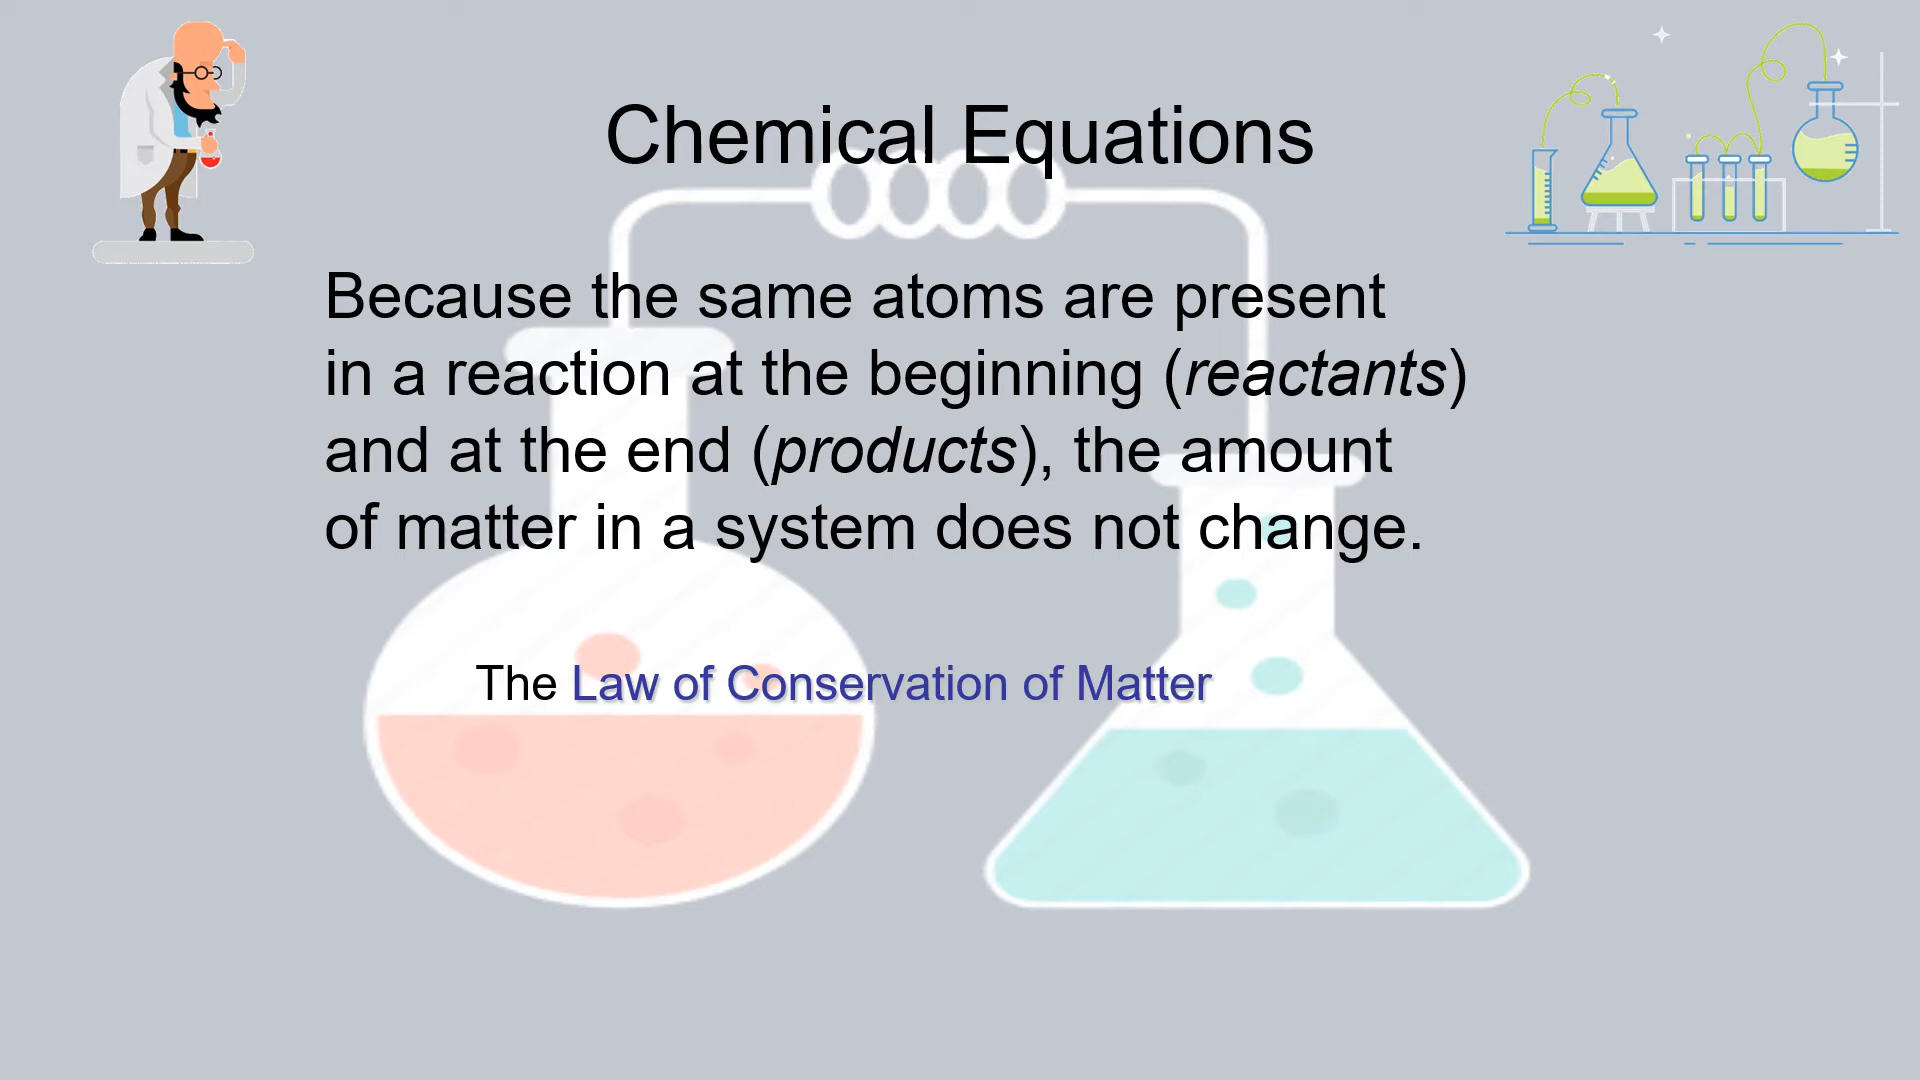 Chemical Equations
Because the same atoms are present
in a reaction at the beginning (reactants)
and at the end (products), the amount
of matter in a system does not change.
The Law of Conservation of Matter